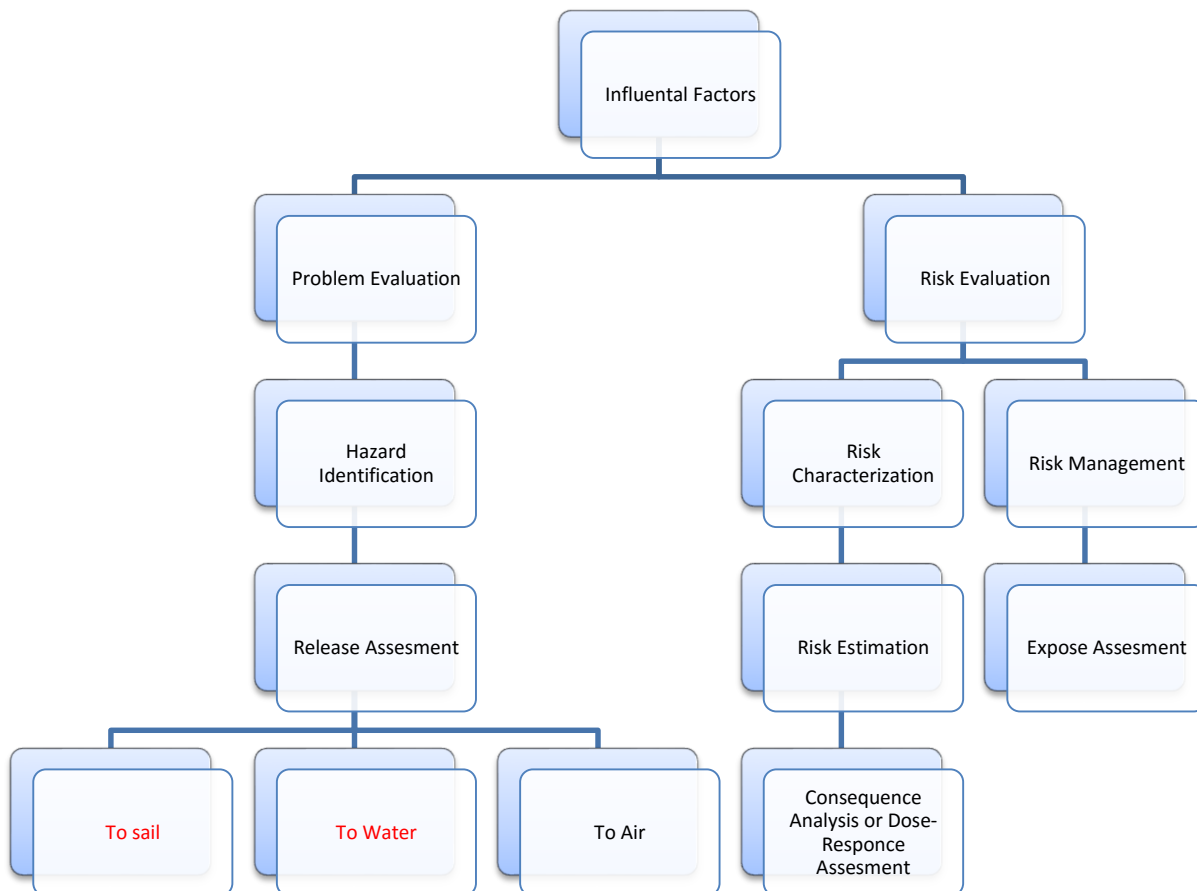 Influental Factors
Problem Evaluation
Risk Evaluation
Hazard
Identification
Risk
Characterization
Risk Management
Release Assesment
Risk Estimation
Expose Assesment
To sail
To Water
To Air
Consequence
Analysis or Dose-
Responce
Assesment